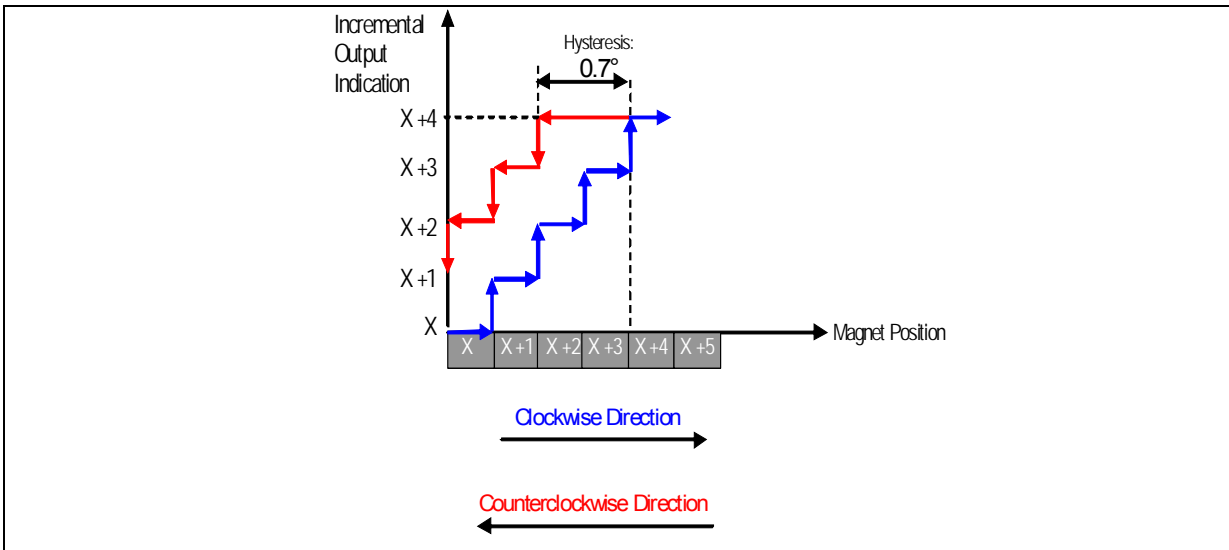 Incremental
Output
Indication
Hysteresis:
0.7°
X +4
X +3
X +2
X +1
X
X X +1 X +2 X +3 X +4 X +5
Magnet Position
Clockwise Direction
Counterclockwise Direction